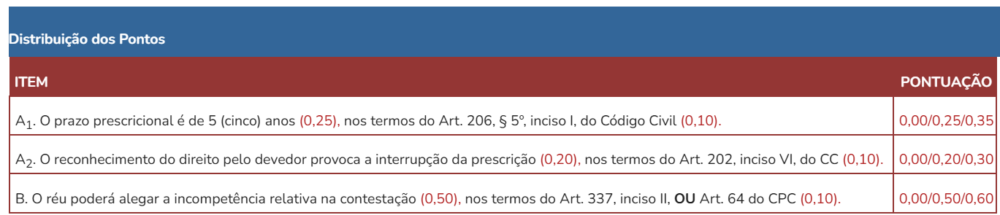 Distribuição dos Pontos
ITEM PONTUAÇÃO
A1. O prazo prescricional é de 5 (cinco) anos (0,25), nos termos do Art. 206, § 5º, inciso I, do Código Civil (0,10). 0,00/0,25/0,35
A2. O reconhecimento do direito pelo devedor provoca a interrupção da prescrição (0,20), nos termos do Art. 202, inciso VI, do CC (0,10). 0,00/0,20/0,30
B. O réu poderá alegar a incompetência relativa na contestação (0,50), nos termos do Art. 337, inciso II, OU Art. 64 do CPC (0,10). 0,00/0,50/0,60